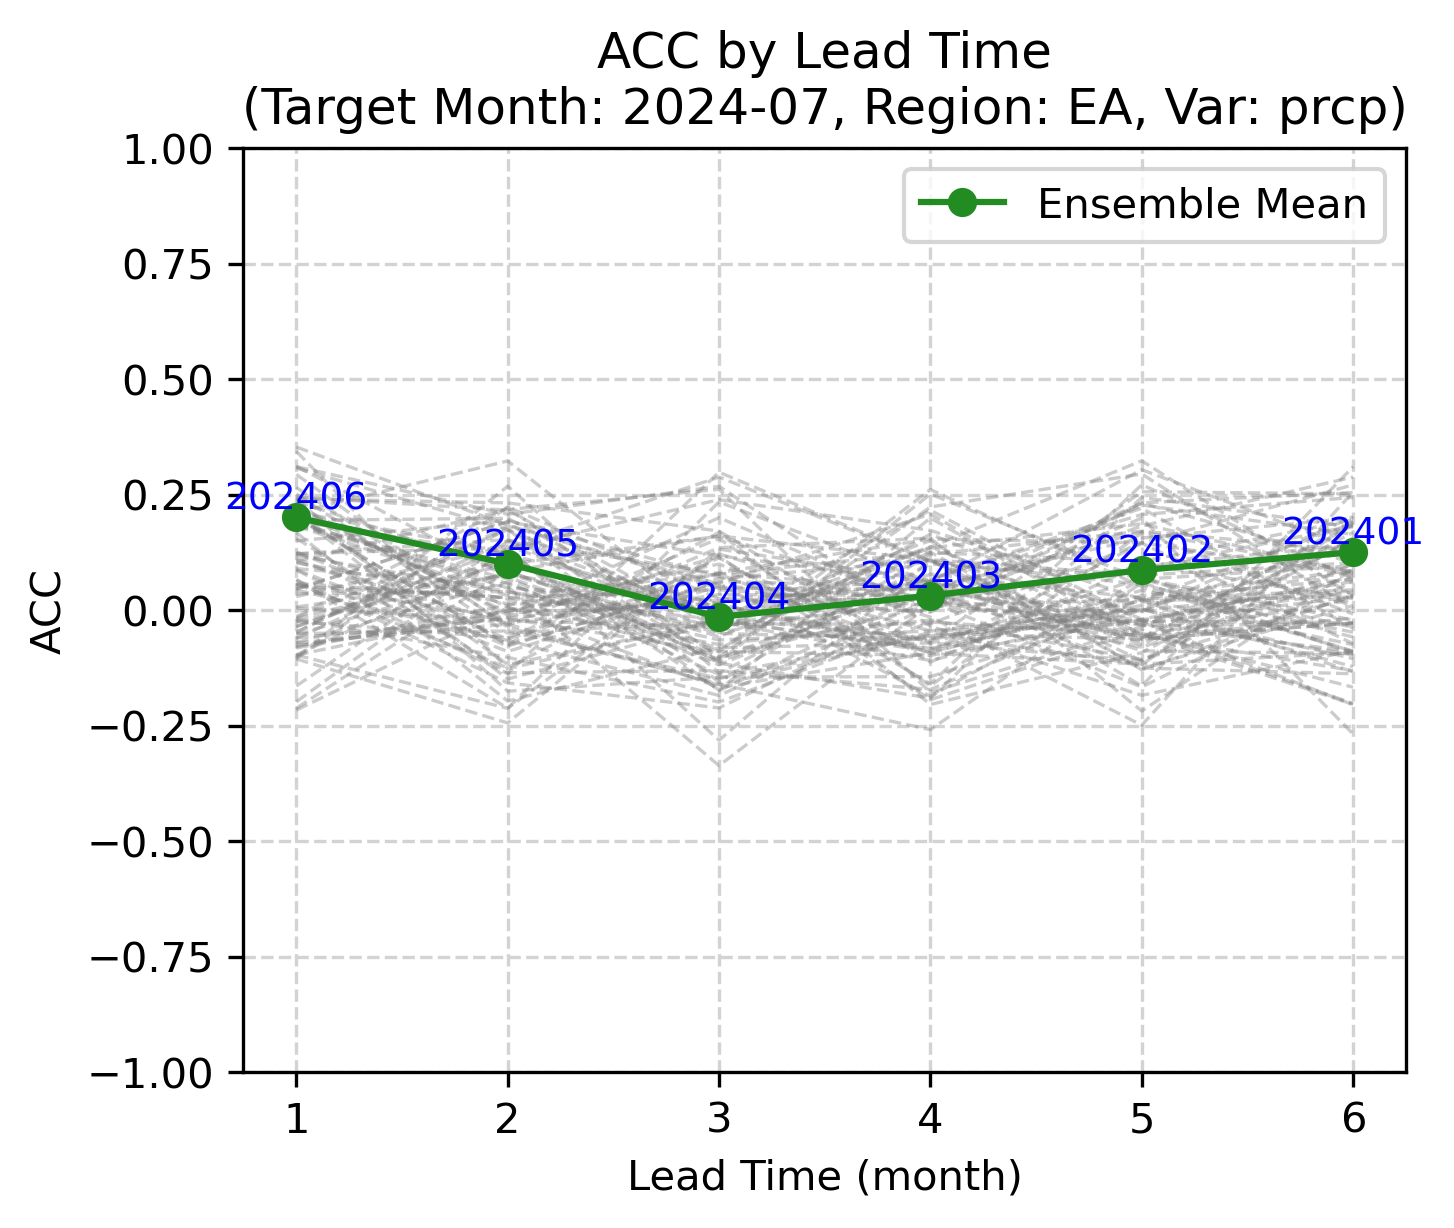 ACC by Lead Time
(Target Month: 2024-07, Region: EA, Var: prcp)
Ensemble Mean
ACC
1.00
0.75
0.50
0.25
0.00
−0.25
−0.50
−0.75
−1.00
202406
202405
202404
202403
202402
202401
1 2 3 4 5 6
Lead Time (month)